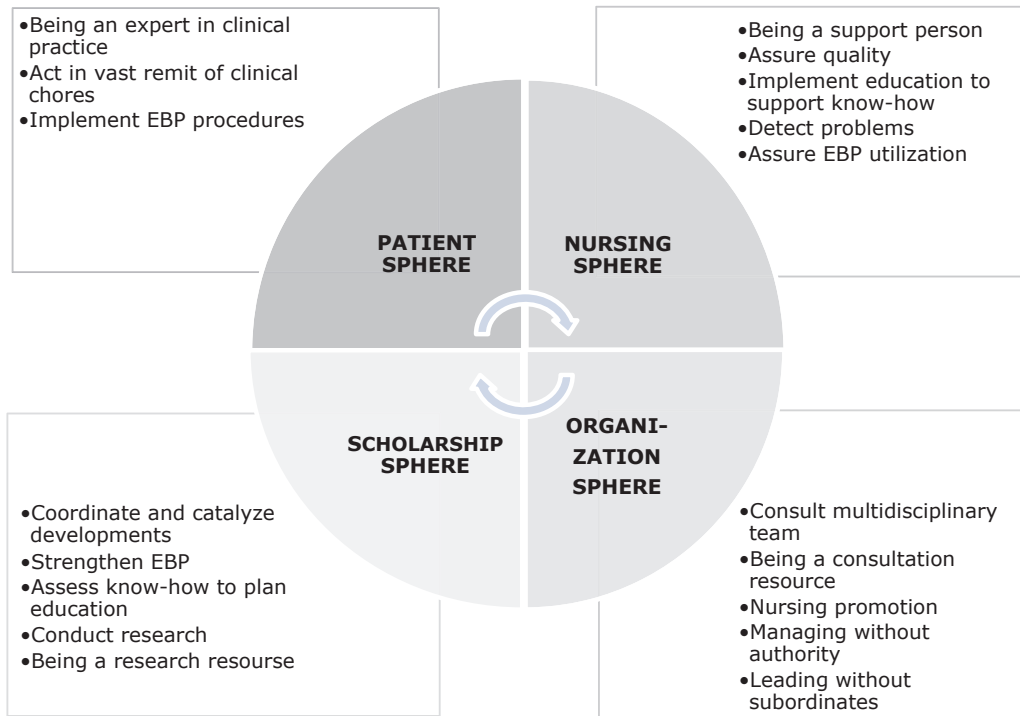 •Being an expert in clinical
practice
•Act in vast remit of clinical
chores
•Implement EBP procedures
•Being a support person
•Assure quality
•Implement education to
support know-how
•Detect problems
•Assure EBP utilization
PATIENT
SPHERE
NURSING
SPHERE
SCHOLARSHIP
SPHERE
ORGANI-
ZATION
SPHERE
•Coordinate and catalyze
developments
•Strengthen EBP
•Assess know-how to plan
education
•Conduct research
•Being a research resourse
•Consult multidisciplinary
team
•Being a consultation
resource
•Nursing promotion
•Managing without
authority
•Leading without
subordinates